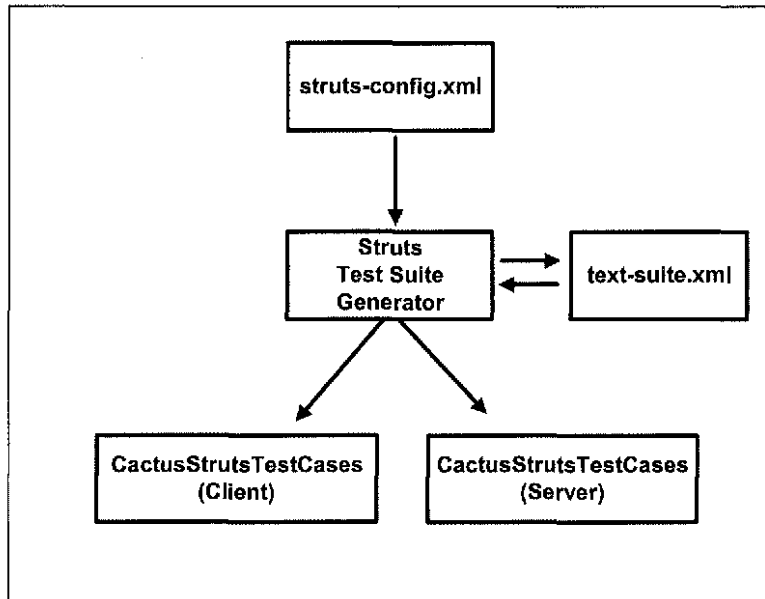 struts-config.xml
Struts
Test Suite
Generator
text-suite.xml
CactusStrutsTestCases
(Client)
CactusStrutsTestCases
(Server)